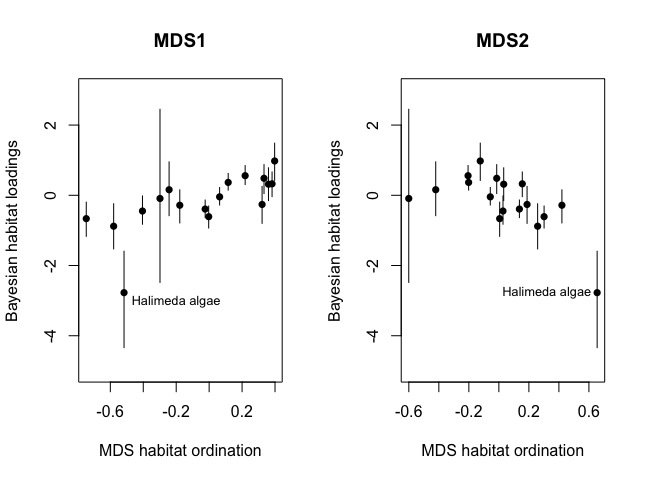 MDS1
MDS2
Bayesian habitat loadings
2
0
-2
-4
Halimeda algae
-0.6
-0.2
0.2
MDS habitat ordination
Bayesian habitat loadings
2
0
-2
-4
Halimeda algae
-0.6
-0.2
0.2
0.6
MDS habitat ordination